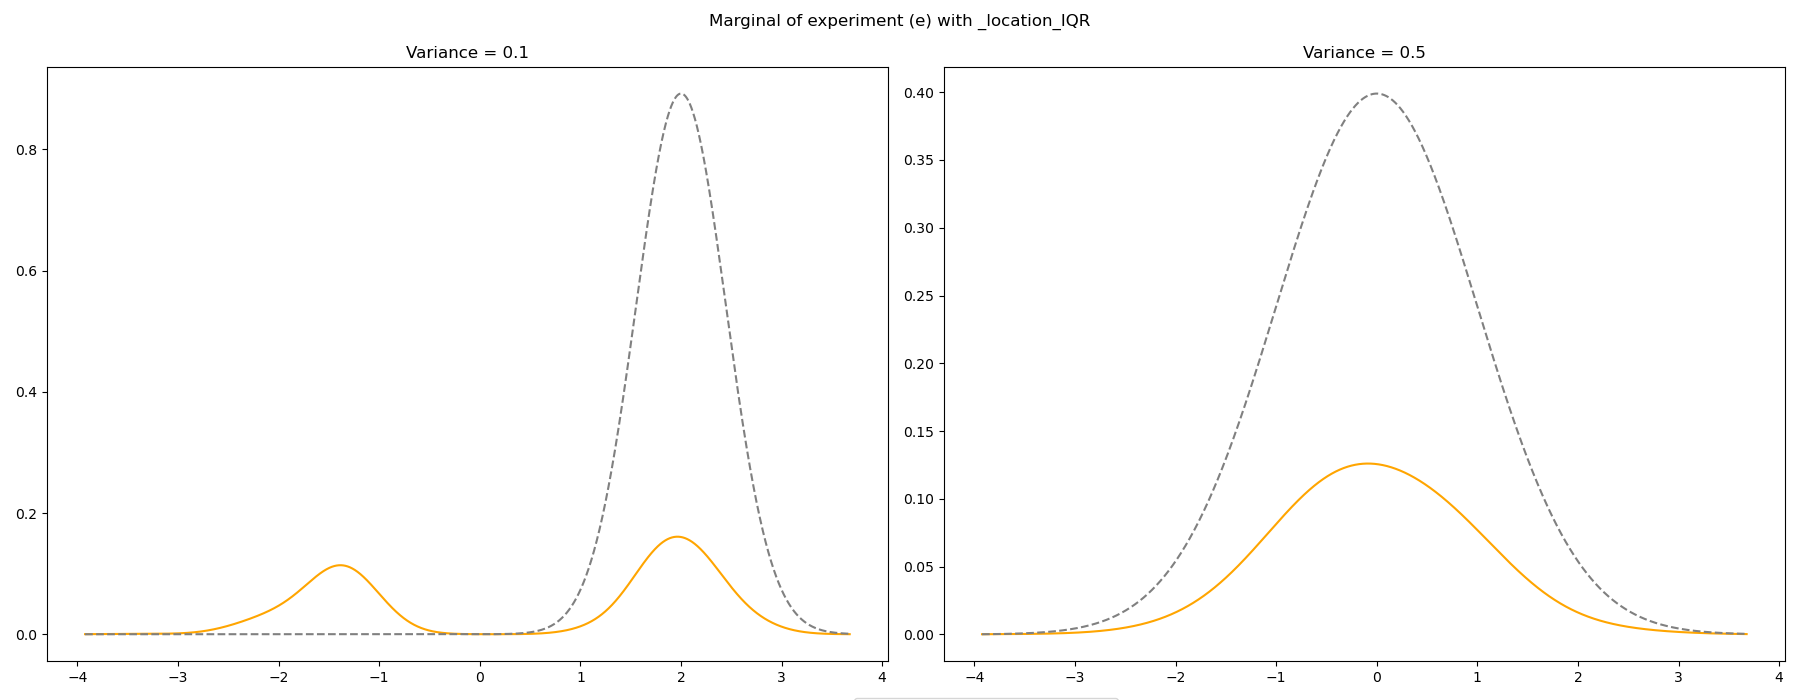 Marginal of experiment (e) with _location_IQR
Variance = 0.1
Variance = 0.5
0.8
0.6
0.4
0.2
0.0
−4 −3 −2 −1 0 1 2 3 4
0.40
0.35
0.30
0.25
0.20
0.15
0.10
0.05
0.00
−4 −3 −2 −1 0 1 2 3 4